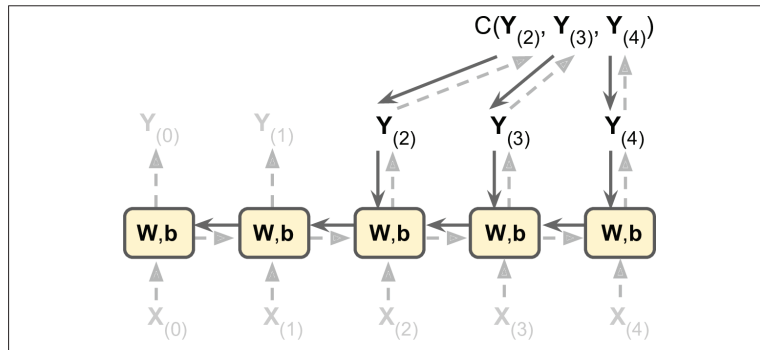 C(Y(2), Y(3), Y(4))
Y(0) Y(1) Y(2) Y(3) Y(4)
W,b W,b W,b W,b W,b
X(0) X(1) X(2) X(3) X(4)